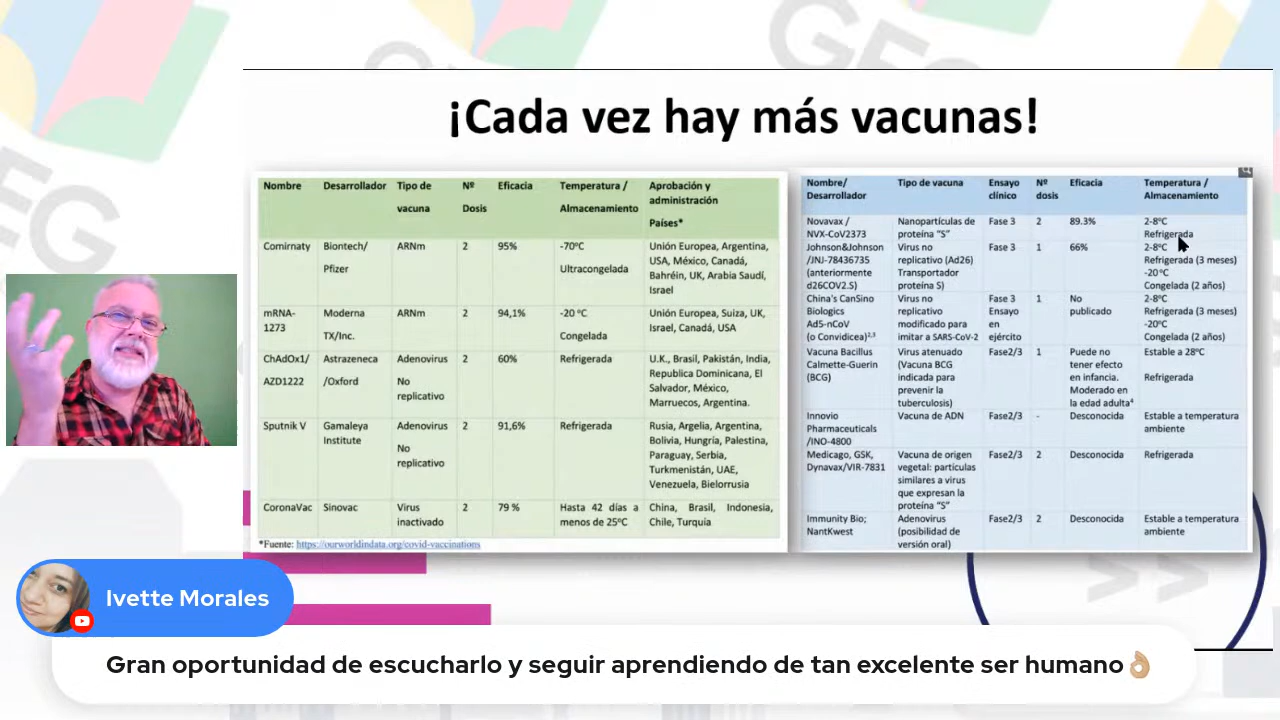 GEG
GEG
¡Cada vez hay más vacunas!
Nombre Desarrollador Tipo de vacuna Nº Dosis Eficacia Temperatura / Almacenamiento Aprobación y administración Países*
Comirnaty Biontech/ Pfizer ARNm 2 95% -70ºC Ultracongelada Unión Europea, Argentina, USA, México, Canadá, Bahréin, UK, Arabia Saudí, Israel
mRNA-1273 Moderna TX/Inc. ARNm 2 94,1% -20 ºC Congelada Unión Europea, Suiza, UK, Israel, Canadá, USA
ChAdOx1/ AZD1222 Astrazeneca /Oxford Adenovirus No replicativo 2 60% Refrigerada U.K., Brasil, Pakistán, India, Republica Dominicana, El Salvador, México, Marruecos, Argentina.
Sputnik V Gamaleya Institute Adenovirus No replicativo 2 91,6% Refrigerada Rusia, Argelia, Argentina, Bolivia, Hungría, Palestina, Paraguay, Serbia, Turkmenistán, UAE, Venezuela, Bielorrusia
CoronaVac Sinovac Virus inactivado 2 79 % Hasta 42 días a menos de 25ºC China, Brasil, Indonesia, Chile, Turquia
*Fuente: https://ourworldindata.org/covid-vaccinations
Nombre/ Desarrollador Tipo de vacuna Ensayo clínico Nº dosis Eficacia Temperatura / Almacenamiento
Novavax / NVX-CoV2373 Nanopartículas de proteína “S” Fase 3 2 89.3% 2-8ºC Refrigerada
Johnson&Johnson /JNJ-78436735 (anteriormente d26COV2.S) Virus no replicativo (Ad26) Transportador proteína S) Fase 3 1 66% 2-8ºC Refrigerada (3 meses) -20ºC Congelada (2 años)
China's CanSino Biologics Ad5-nCoV (o Convidicea)2,3 Virus no replicativo modificado para imitar a SARS-CoV-2 Fase 3 Ensayo en ejército 1 No publicado 2-8ºC Refrigerada (3 meses) -20ºC Congelada (2 años)
Vacuna Bacillus Calmette-Guerin (BCG) Virus atenuado (Vacuna BCG indicada para prevenir la tuberculosis) Fase2/3 1 Puede no tener efecto en infancia. Moderado en la edad adulta4 Estable a 28ºC Refrigerada
Innovio Pharmaceuticals /INO-4800 Vacuna de ADN Fase2/3 - Desconocida Estable a temperatura ambiente
Medicago, GSK, Dynavax/VIR-7831 Vacuna de origen vegetal: partículas similares a virus que expresan la proteína “S” Fase2/3 2 Desconocida Refrigerada
Immunity Bio; NantKwest Adenovirus (posibilidad de versión oral) Fase2/3 2 Desconocida Estable a temperatura ambiente
Ivette Morales
Gran oportunidad de escucharlo y seguir aprendiendo de tan excelente ser humano👌🏼